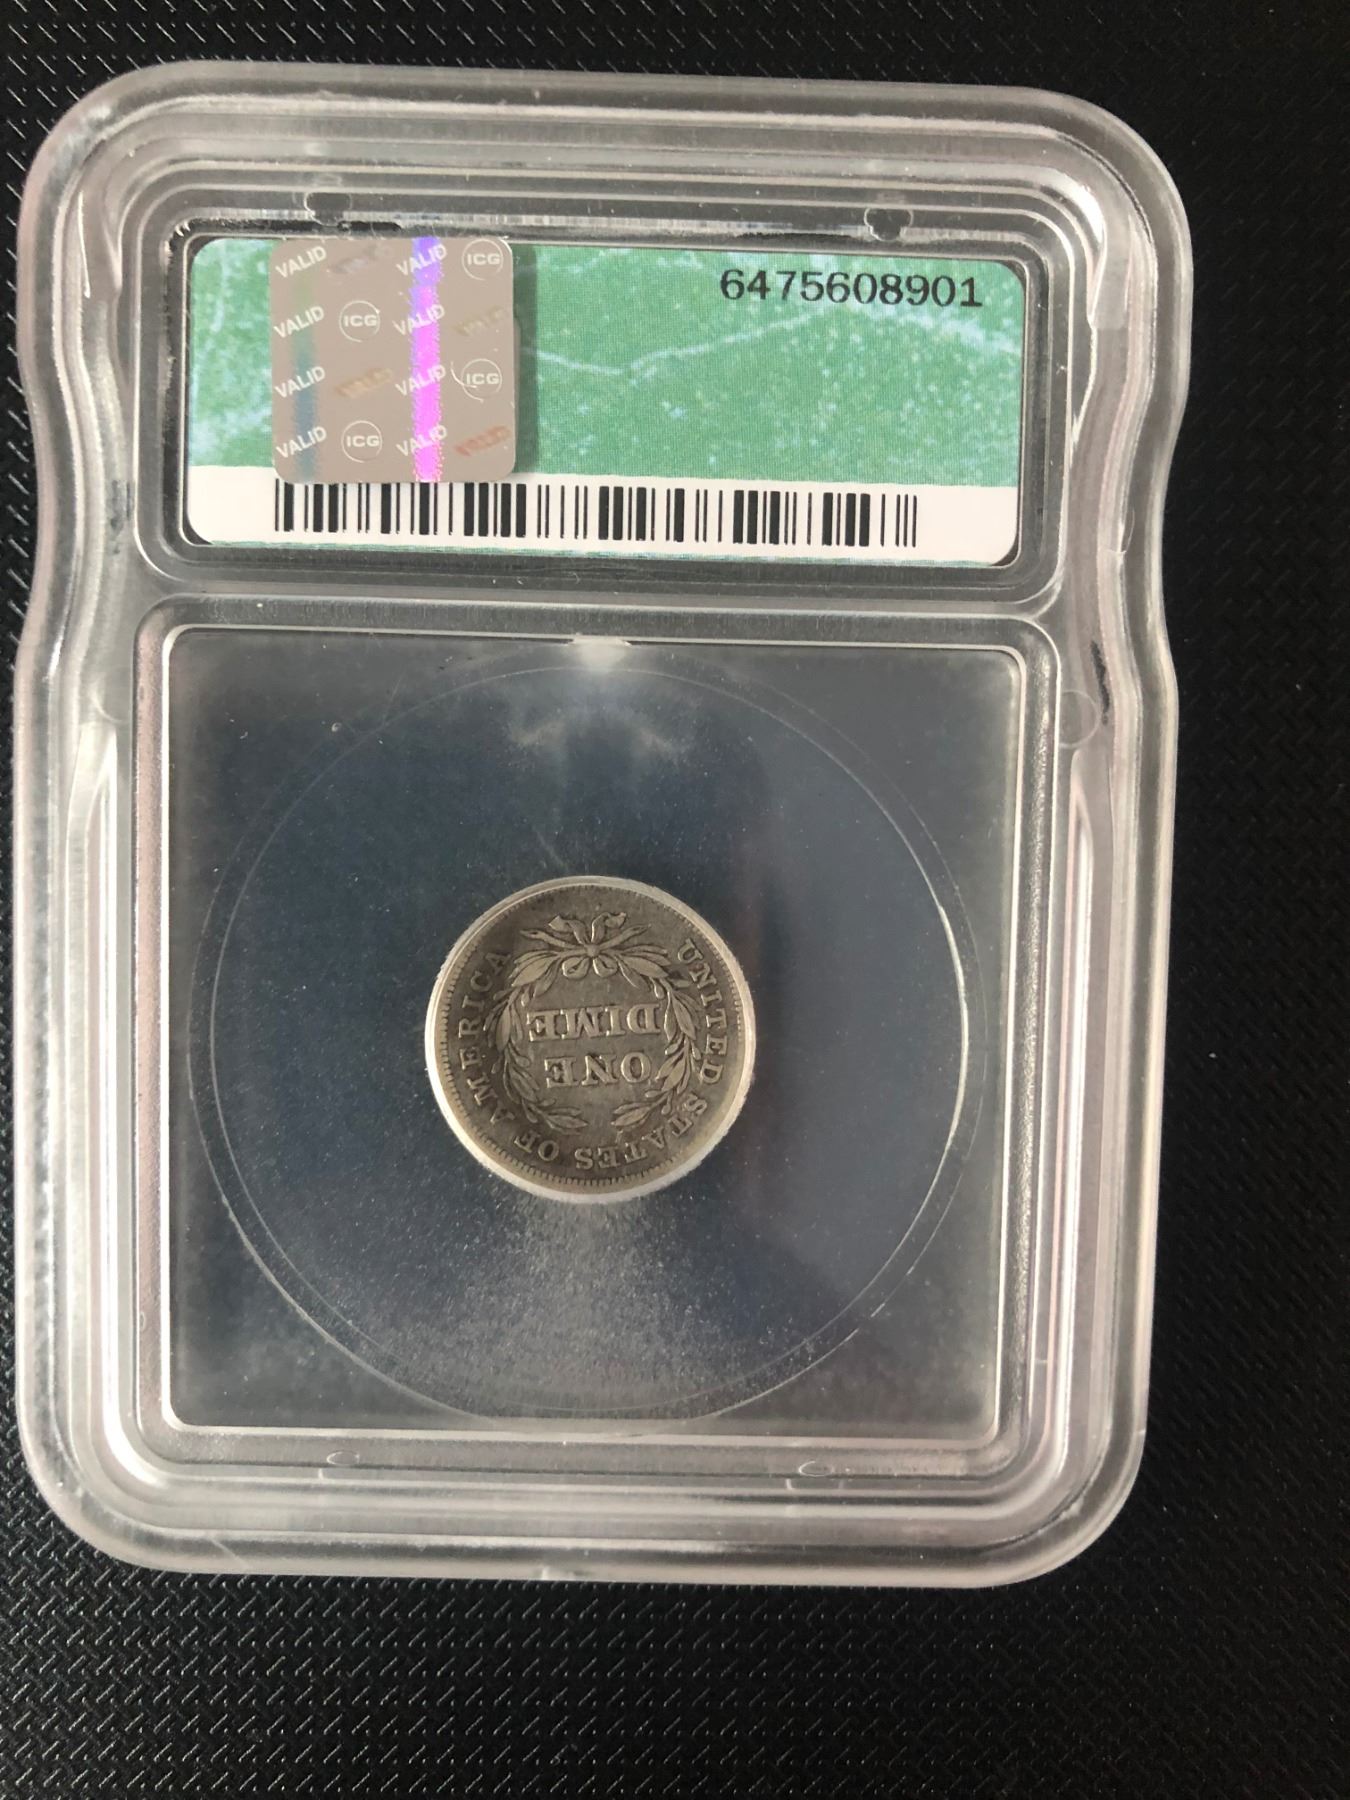 VALID VALID ICG
VALID ICG VALID
VALID VALID ICG
VALID ICG VALID
6475608901
UNITED STATES OF AMERICA
ONE
DIME